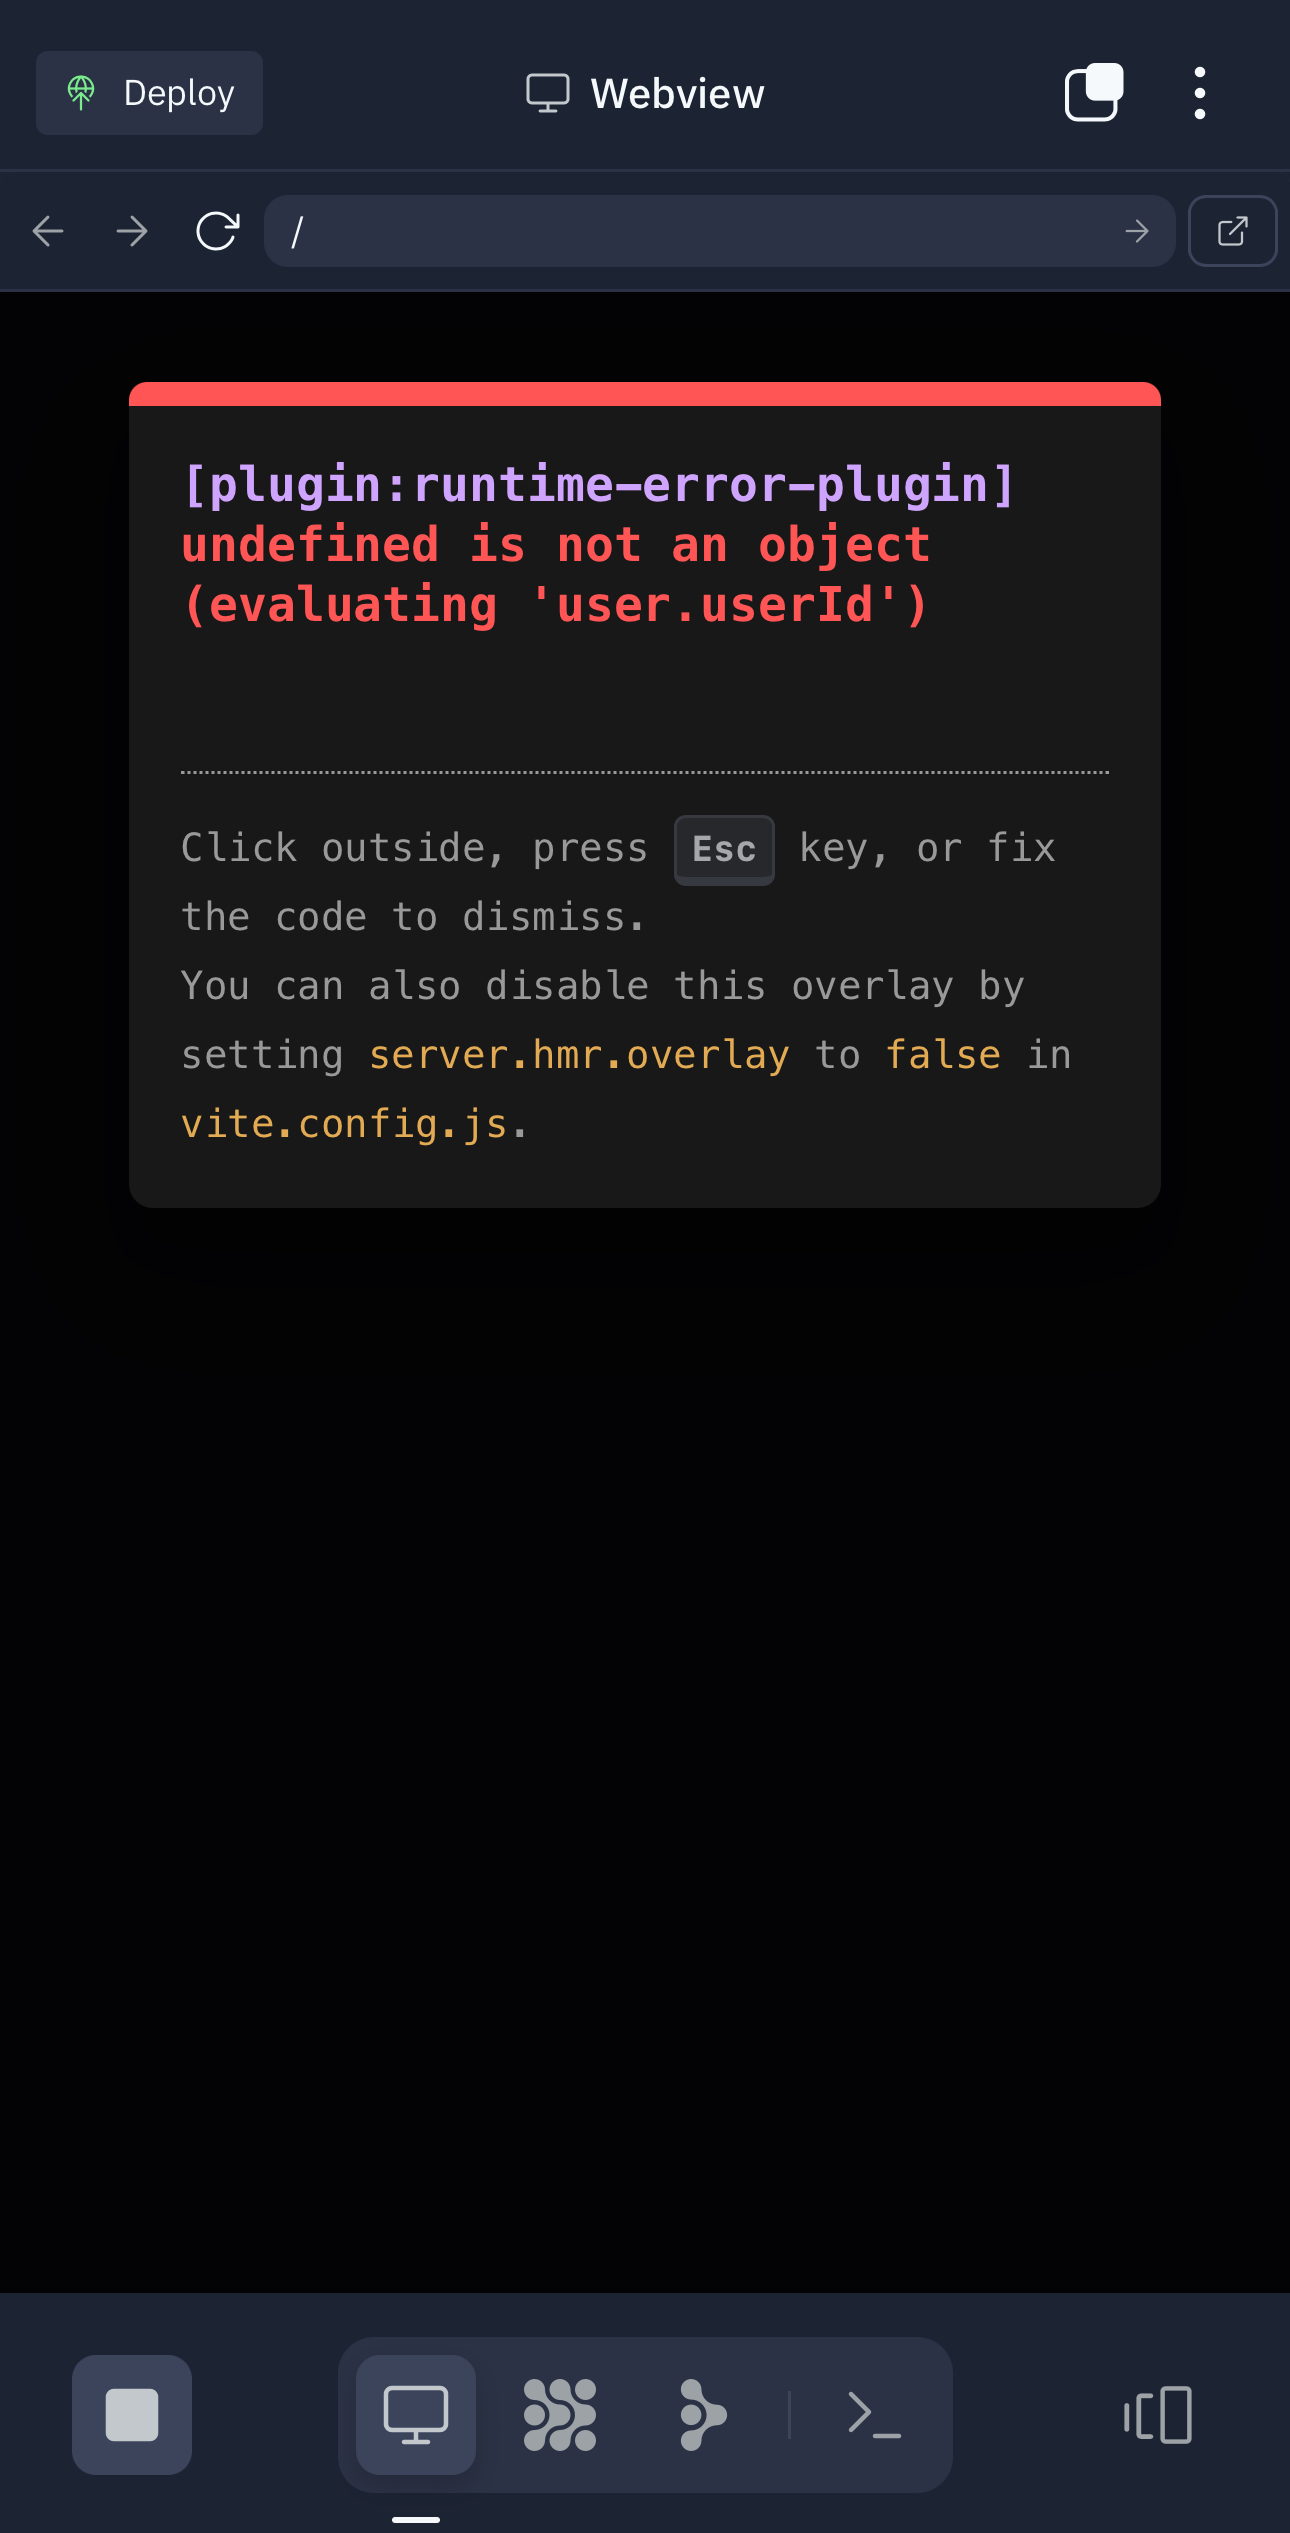 Deploy
Webview
/
[plugin:runtime-error-plugin]
undefined is not an object
(evaluating 'user.userId')
Click outside, press Esc key, or fix
the code to dismiss.
You can also disable this overlay by
setting server.hmr.overlay to false in
vite.config.js.